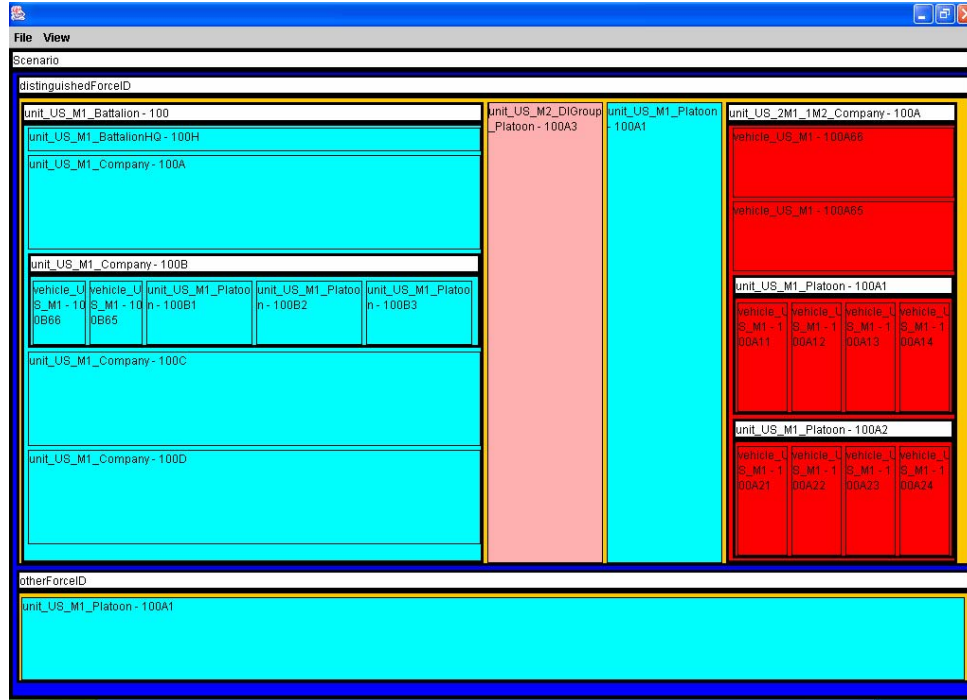 File View
Scenario
distinguishedForceID
unit_US_M1_Battalion - 100
unit_US_M1_BattalionHQ - 100H
unit_US_M1_Company - 100A
unit_US_M1_Company - 100B
vehicle_U
S_M1 - 10
0B66
vehicle_U
S_M1 - 10
0B65
unit_US_M1_Platoo
n - 100B1
unit_US_M1_Platoo
n - 100B2
unit_US_M1_Platoo
n - 100B3
unit_US_M1_Company - 100C
unit_US_M1_Company - 100D
unit_US_M2_DIGroup
_Platoon - 100A3
unit_US_M1_Platoon
- 100A1
unit_US_2M1_1M2_Company - 100A
vehicle_US_M1 - 100A66
vehicle_US_M1 - 100A65
unit_US_M1_Platoon - 100A1
vehicle_U
S_M1 - 1
00A11
vehicle_U
S_M1 - 1
00A12
vehicle_U
S_M1 - 1
00A13
vehicle_U
S_M1 - 1
00A14
unit_US_M1_Platoon - 100A2
vehicle_U
S_M1 - 1
00A21
vehicle_U
S_M1 - 1
00A22
vehicle_U
S_M1 - 1
00A23
vehicle_U
S_M1 - 1
00A24
otherForceID
unit_US_M1_Platoon - 100A1